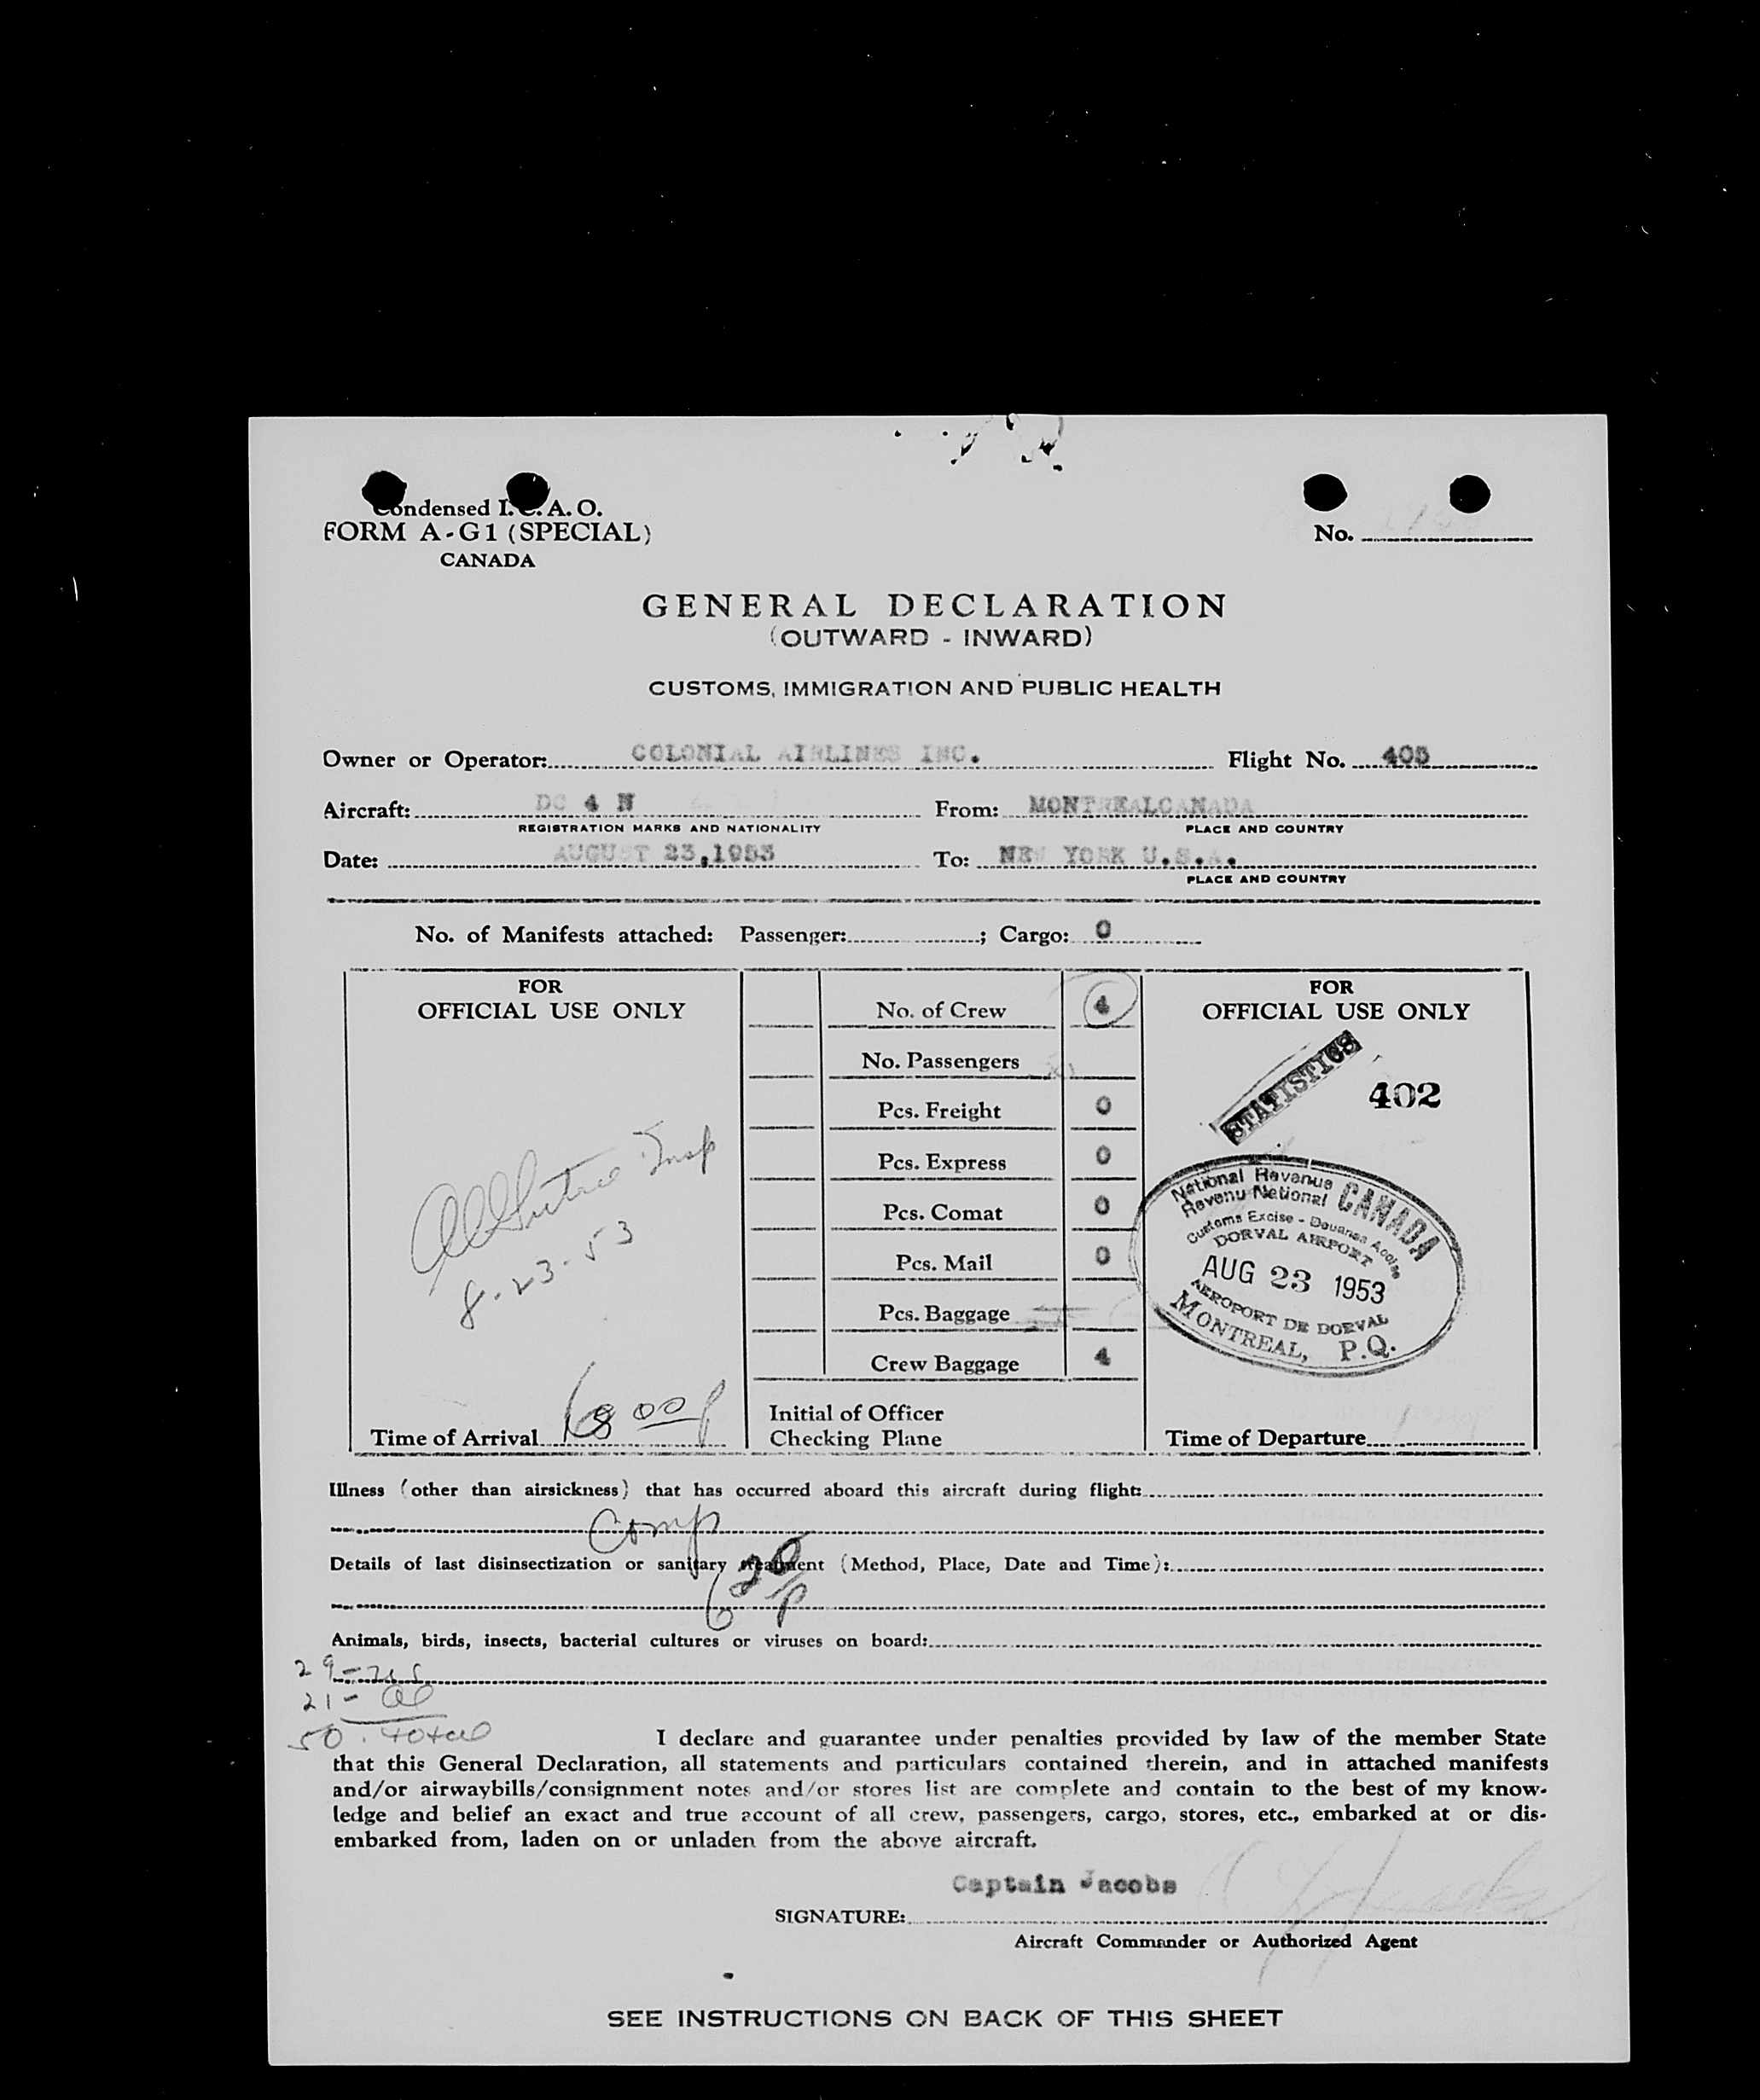 Condensed I.C.A.O.
FORM A-G1 (SPECIAL)
CANADA
No.
GENERAL DECLARATION
(OUTWARD - INWARD)
CUSTOMS, IMMIGRATION AND PUBLIC HEALTH
Owner or Operator: COLONIAL AIRLINES INC. Flight No. 405
Aircraft: DC 4 N From: MONTREALCANADA
REGISTRATION MARKS AND NATIONALITY PLACE AND COUNTRY
Date: AUGUST 23,1953 To: NEW YORK U.S.A.
PLACE AND COUNTRY
No. of Manifests attached: Passenger: ; Cargo: 0
FOR
OFFICIAL USE ONLY
Insp
8-23-53
Time of Arrival 8 00 p
No. of Crew 4
No. Passengers
Pcs. Freight 0
Pcs. Express 0
Pcs. Comat 0
Pcs. Mail 0
Pcs. Baggage
Crew Baggage 4
Initial of Officer
Checking Plane
FOR
OFFICIAL USE ONLY
STATISTICS
402
National Revenue
Revenu National
CANADA
Customs Excise - Douanes Accise
DORVAL AIRPORT
AUG 23 1953
AEROPORT DE DORVAL
MONTREAL, P.Q.
Time of Departure
Illness (other than airsickness) that has occurred aboard this aircraft during flight:
Comp
Details of last disinsectization or sanitary treatment (Method, Place, Date and Time):
Animals, birds, insects, bacterial cultures or viruses on board:
29 -
21 -
50 . total
I declare and guarantee under penalties provided by law of the member State
that this General Declaration, all statements and particulars contained therein, and in attached manifests
and/or airwaybills/consignment notes and/or stores list are complete and contain to the best of my know-
ledge and belief an exact and true account of all crew, passengers, cargo, stores, etc., embarked at or dis-
embarked from, laden on or unladen from the above aircraft.
Captain Jacobs
SIGNATURE:
Aircraft Commander or Authorized Agent
SEE INSTRUCTIONS ON BACK OF THIS SHEET